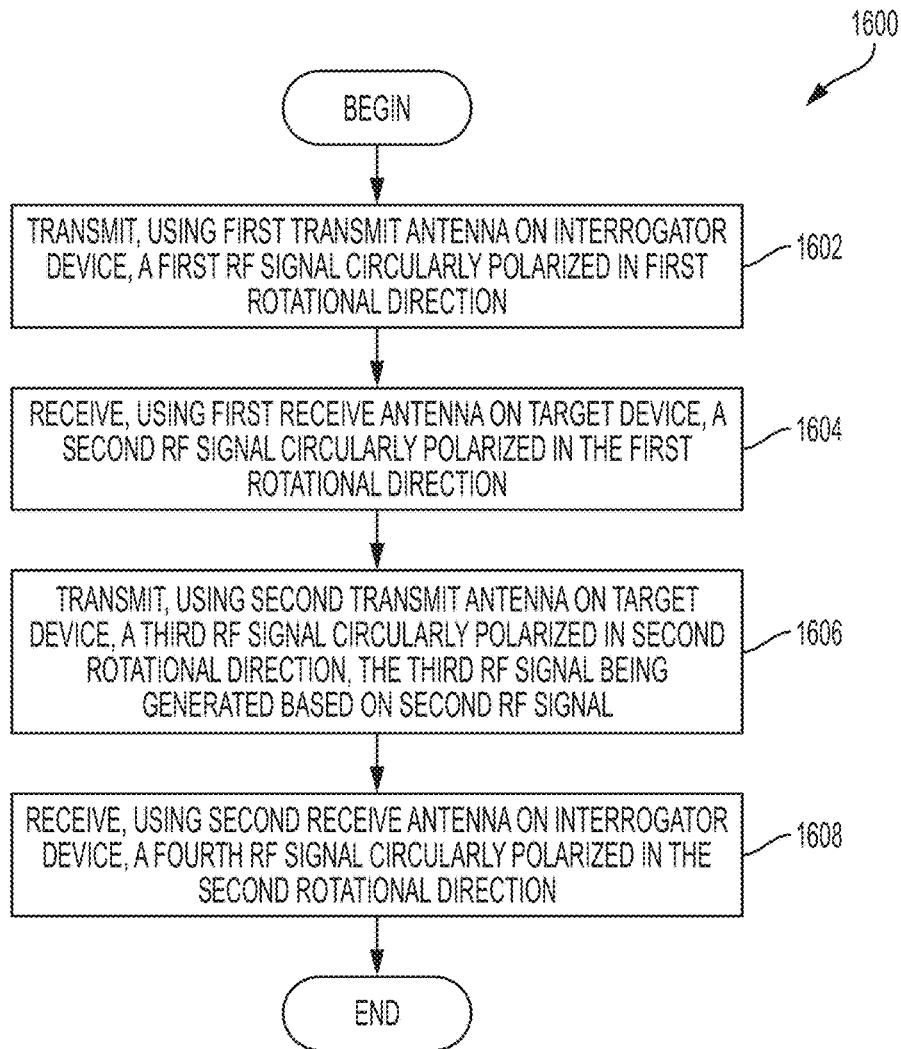 1600
BEGIN
TRANSMIT, USING FIRST TRANSMIT ANTENNA ON INTERROGATOR
DEVICE, A FIRST RF SIGNAL CIRCULARLY POLARIZED IN FIRST
ROTATIONAL DIRECTION
1602
RECEIVE, USING FIRST RECEIVE ANTENNA ON TARGET DEVICE, A
SECOND RF SIGNAL CIRCULARLY POLARIZED IN THE FIRST
ROTATIONAL DIRECTION
1604
TRANSMIT, USING SECOND TRANSMIT ANTENNA ON TARGET
DEVICE, A THIRD RF SIGNAL CIRCULARLY POLARIZED IN SECOND
ROTATIONAL DIRECTION, THE THIRD RF SIGNAL BEING
GENERATED BASED ON SECOND RF SIGNAL
1606
RECEIVE, USING SECOND RECEIVE ANTENNA ON INTERROGATOR
DEVICE, A FOURTH RF SIGNAL CIRCULARLY POLARIZED IN THE
SECOND ROTATIONAL DIRECTION
1608
END